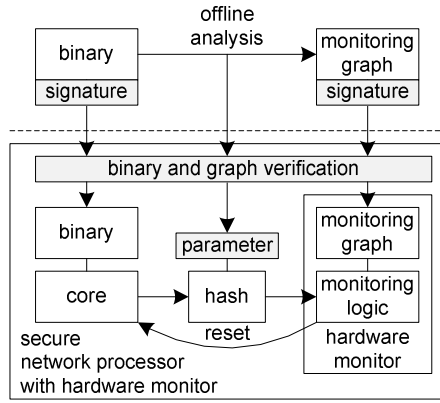 offline
analysis
binary
signature
monitoring
graph
signature
binary and graph verification
binary
parameter
monitoring
graph
core
hash
monitoring
logic
reset
hardware
monitor
secure
network processor
with hardware monitor